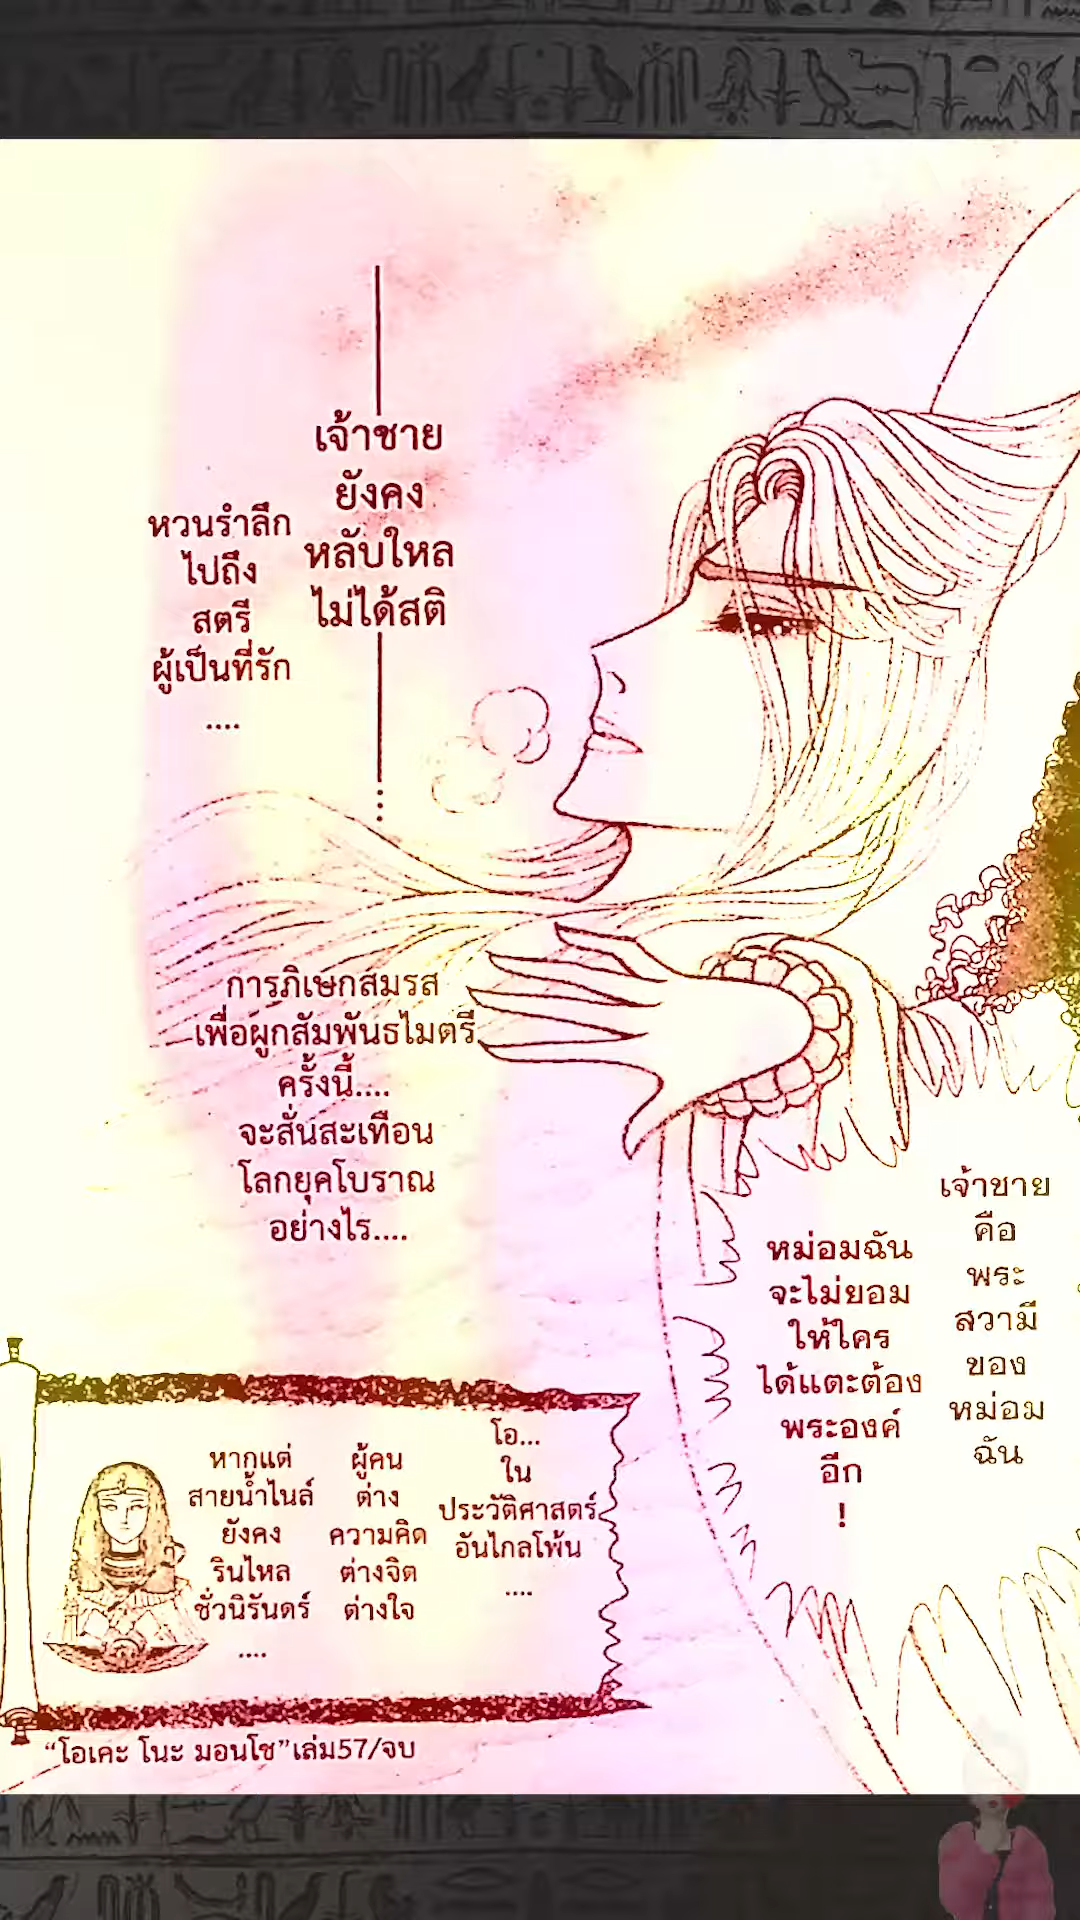 เจ้าชาย
ยังคง
หลับใหล
ไม่ได้สติ
....
หวนรำลึก
ไปถึง
สตรี
ผู้เป็นที่รัก
....
การภิเษกสมรส
เพื่อผูกสัมพันธไมตรี
ครั้งนี้....
จะสั่นสะเทือน
โลกยุคโบราณ
อย่างไร....
เจ้าชาย
คือ
พระ
สวามี
ของ
หม่อม
ฉัน
หม่อมฉัน
จะไม่ยอม
ให้ใคร
ได้แตะต้อง
พระองค์
อีก
!
โอ...
ใน
ประวัติศาสตร์
อันไกลโพ้น
....
ผู้คน
ต่าง
ความคิด
ต่างจิต
ต่างใจ
หากแต่
สายน้ำไนล์
ยังคง
รินไหล
ชั่วนิรันดร์
....
“โอเคะ โนะ มอนโช”เล่ม57/จบ